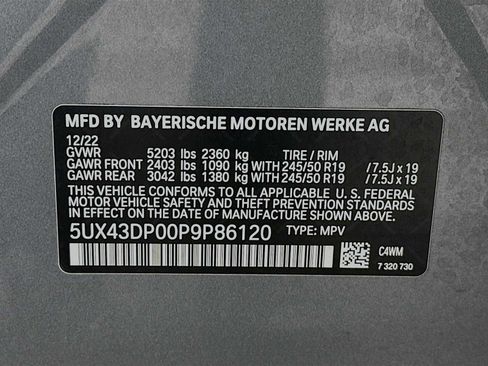 MFD BY BAYERISCHE MOTOREN WERKE AG
12/22
GVWR 5203 lbs 2360 kg TIRE / RIM
GAWR FRONT 2403 lbs 1090 kg WITH 245/50 R19 / 7.5J x 19
GAWR REAR 3042 lbs 1380 kg WITH 245/50 R19 / 7.5J x 19
THIS VEHICLE CONFORMS TO ALL APPLICABLE U. S. FEDERAL
MOTOR VEHICLE SAFETY AND THEFT PREVENTION STANDARDS
IN EFFECT ON THE DATE OF MANUFACTURE SHOWN ABOVE.
5UX43DP00P9P86120 TYPE: MPV
C4WM
7 320 730